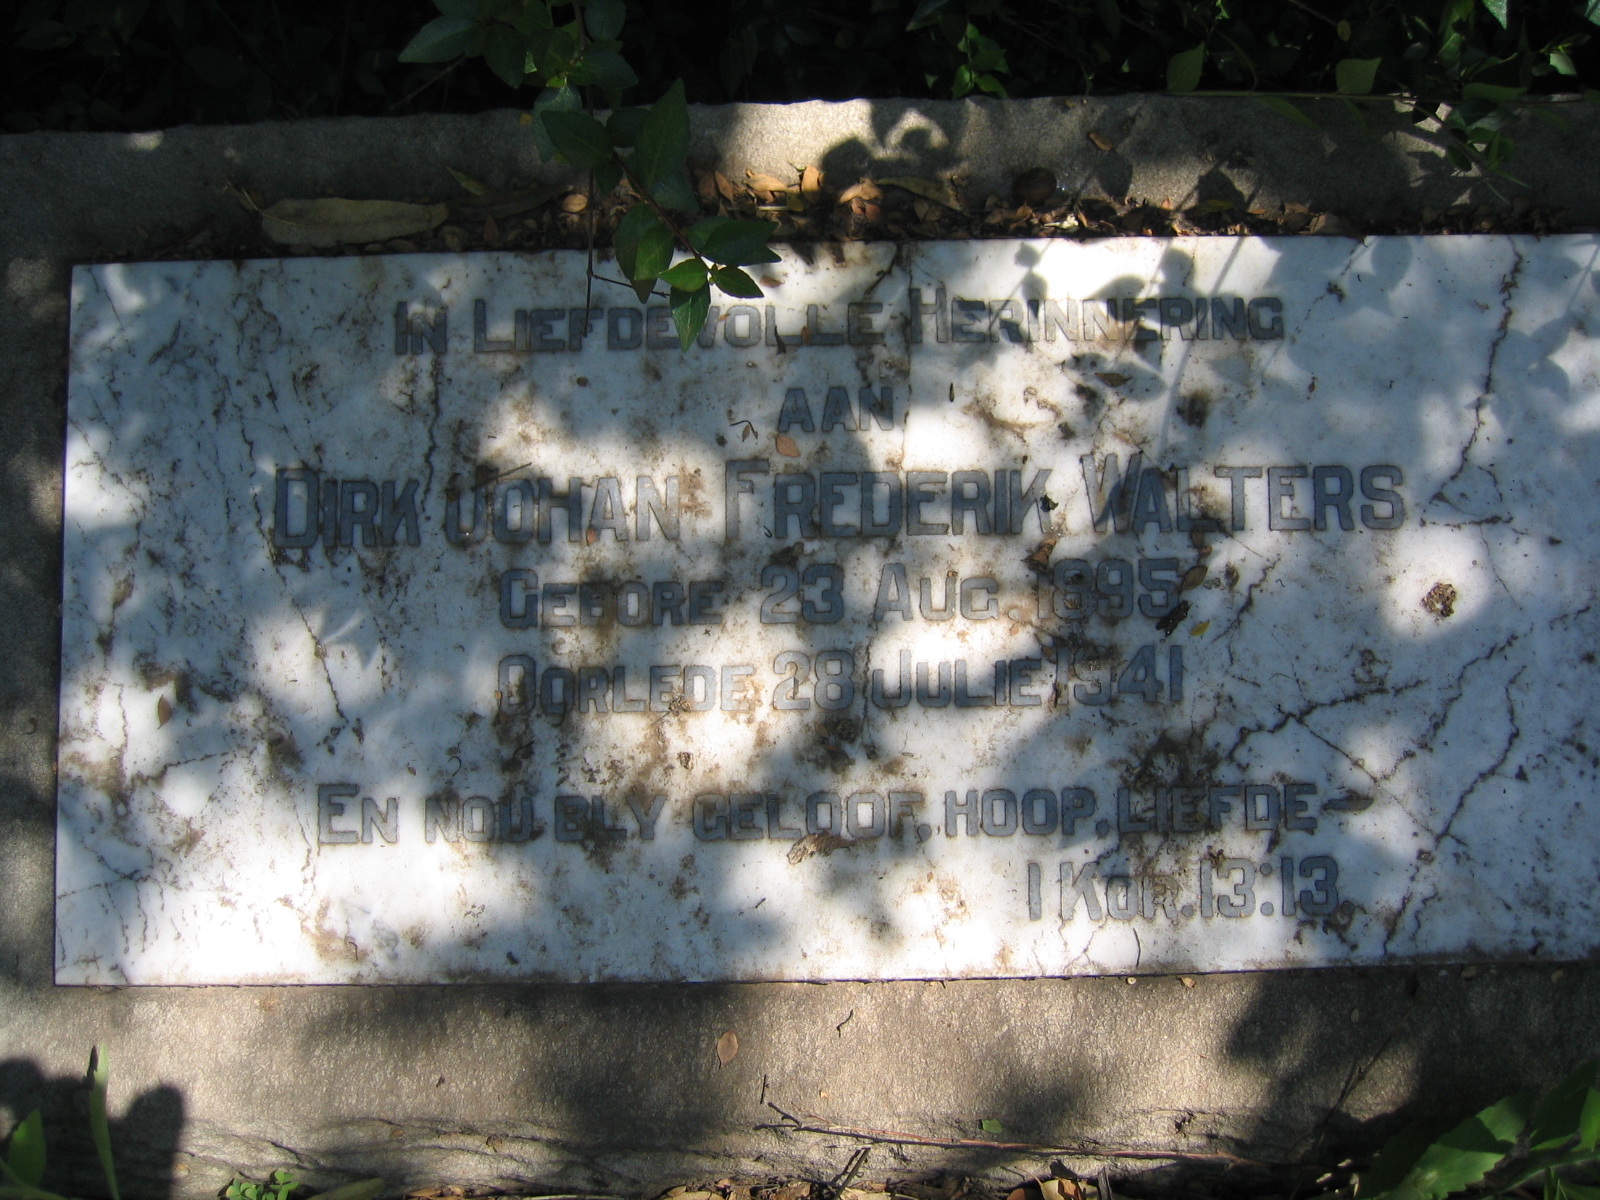 In Liefdevolle Herinnering
aan
Dirk Johan Frederik Walters
Gebore 23 Aug. 1895
Oorlede 28 Julie 1941
En nou bly geloof, hoop, liefde—
1 Kor. 13:13.